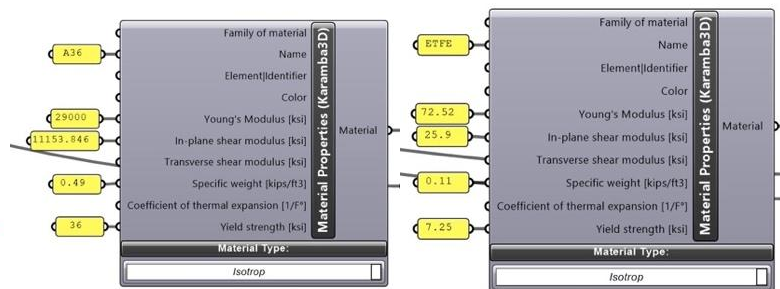 Family of material
A36
Name
Element|Identifier
Color
29000
Young's Modulus [ksi]
11153.846
In-plane shear modulus [ksi]
Transverse shear modulus [ksi]
0.49
Specific weight [kips/ft3]
Coefficient of thermal expansion [1/F°]
36
Yield strength [ksi]
Material Properties (Karamba3D)
Material
Material Type:
Isotrop
Family of material
ETFE
Name
Element|Identifier
Color
72.52
Young's Modulus [ksi]
25.9
In-plane shear modulus [ksi]
Transverse shear modulus [ksi]
0.11
Specific weight [kips/ft3]
Coefficient of thermal expansion [1/F°]
7.25
Yield strength [ksi]
Material Properties (Karamba3D)
Material
Material Type:
Isotrop